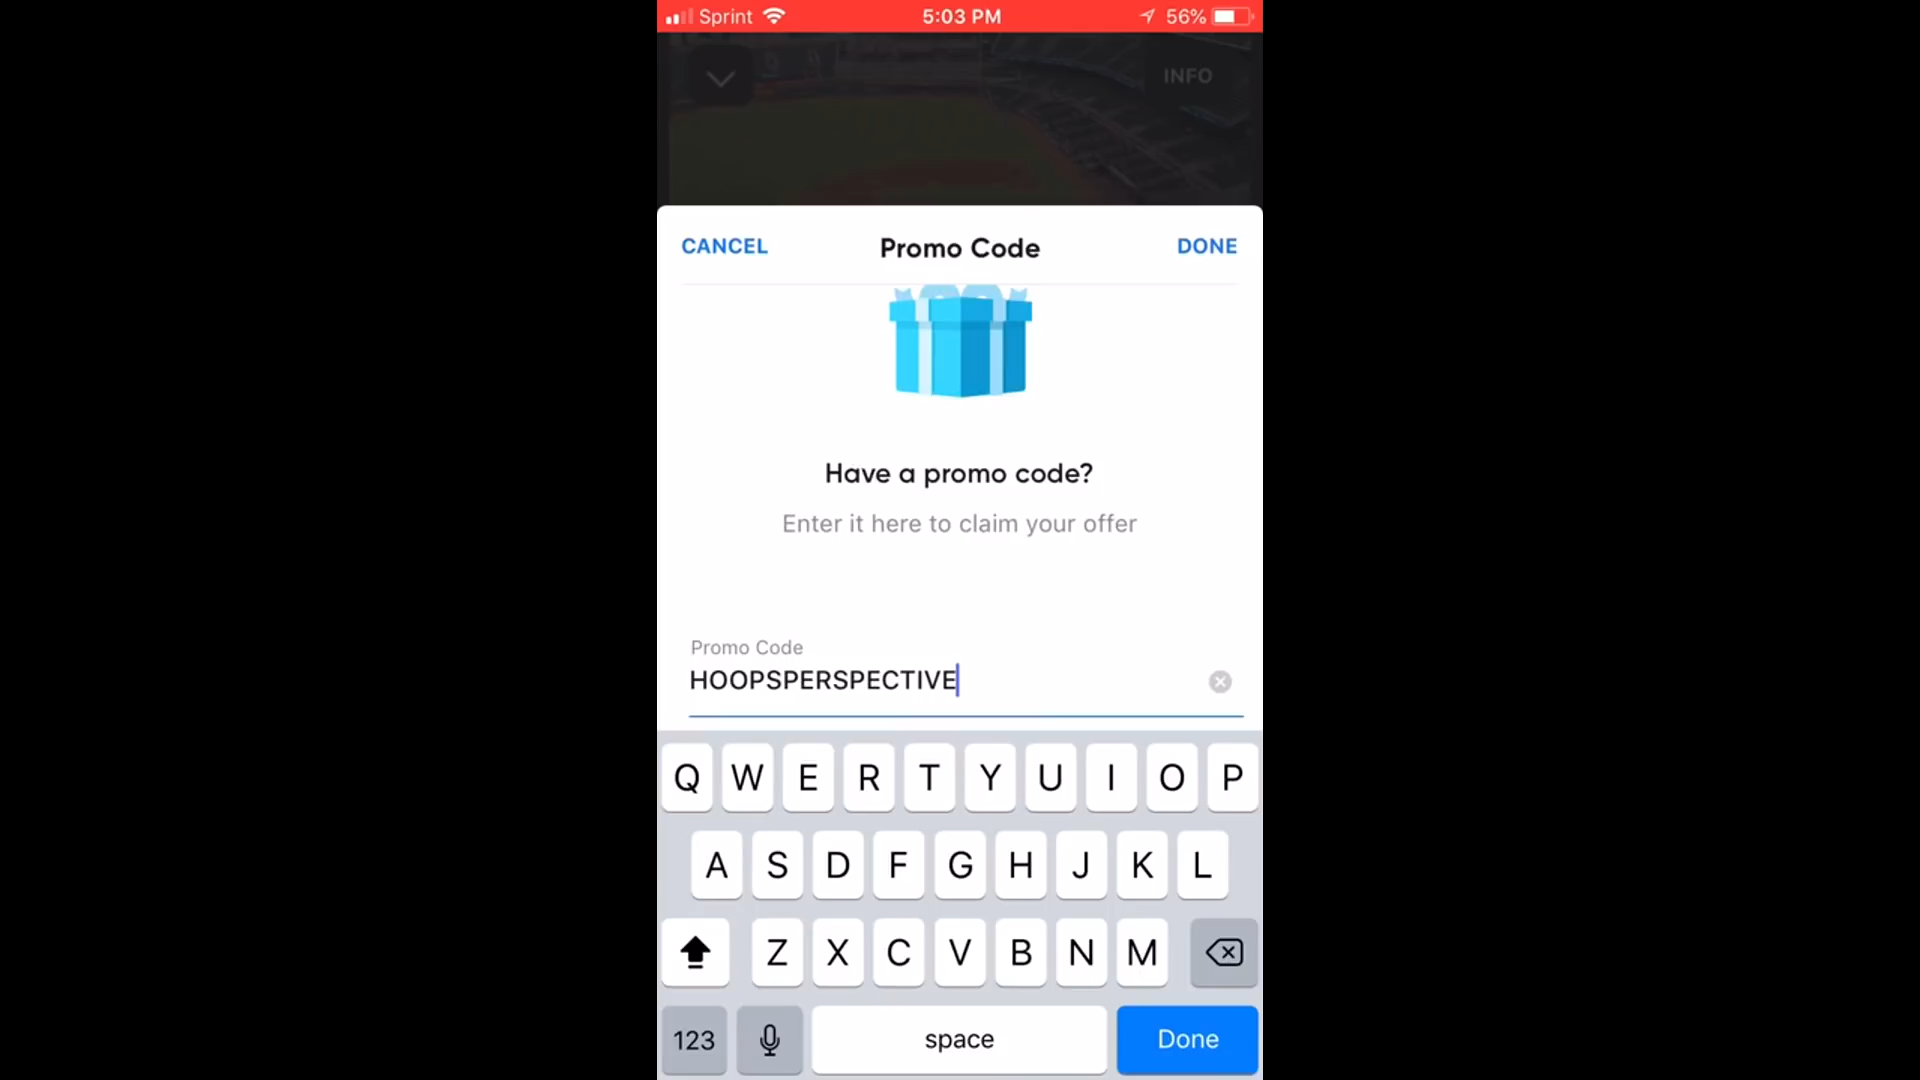 Sprint 5:03 PM 56%
INFO
CANCEL Promo Code DONE
Have a promo code?
Enter it here to claim your offer
Promo Code
HOOPSPERSPECTIVE
Q W E R T Y U I O P
A S D F G H J K L
Z X C V B N M
123 space Done